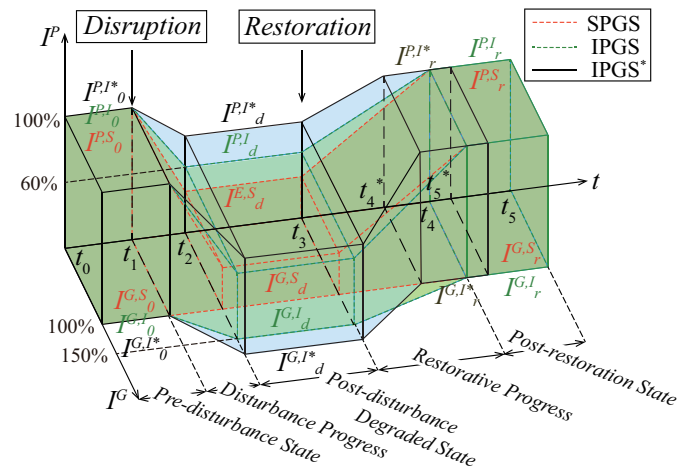 Disruption
Restoration
SPGS
IPGS
IPGS*
I^P
I^{P,I*}_0
I^{P,I}_0
I^{P,S}_0
100%
60%
I^{P,I*}_d
I^{P,I}_d
I^{E,S}_d
I^{P,I*}_r
I^{P,I}_r
I^{P,S}_r
t
t_0
t_1
t_2
t_3
t_4^*
t_5^*
t_4
t_5
I^{G,S}_0
I^{G,I}_0
I^{G,I*}_0
I^{G,S}_d
I^{G,I}_d
I^{G,I*}_d
I^{G,S}_r
I^{G,I}_r
I^{G,I*}_r
100%
150%
I^G
Pre-disturbance State
Disturbance Progress
Post-disturbance
Degraded State
Restorative Progress
Post-restoration State